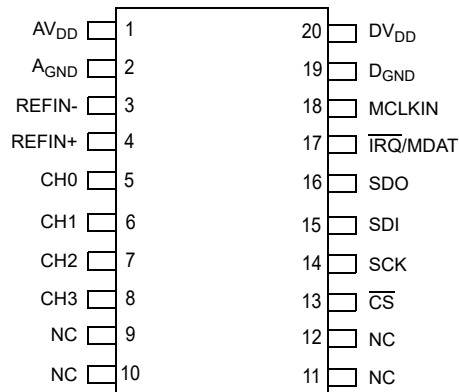 AVDD 1 20 DVDD
AGND 2 19 DGND
REFIN- 3 18 MCLKIN
REFIN+ 4 17 IRQ/MDAT
CH0 5 16 SDO
CH1 6 15 SDI
CH2 7 14 SCK
CH3 8 13 CS
NC 9 12 NC
NC 10 11 NC